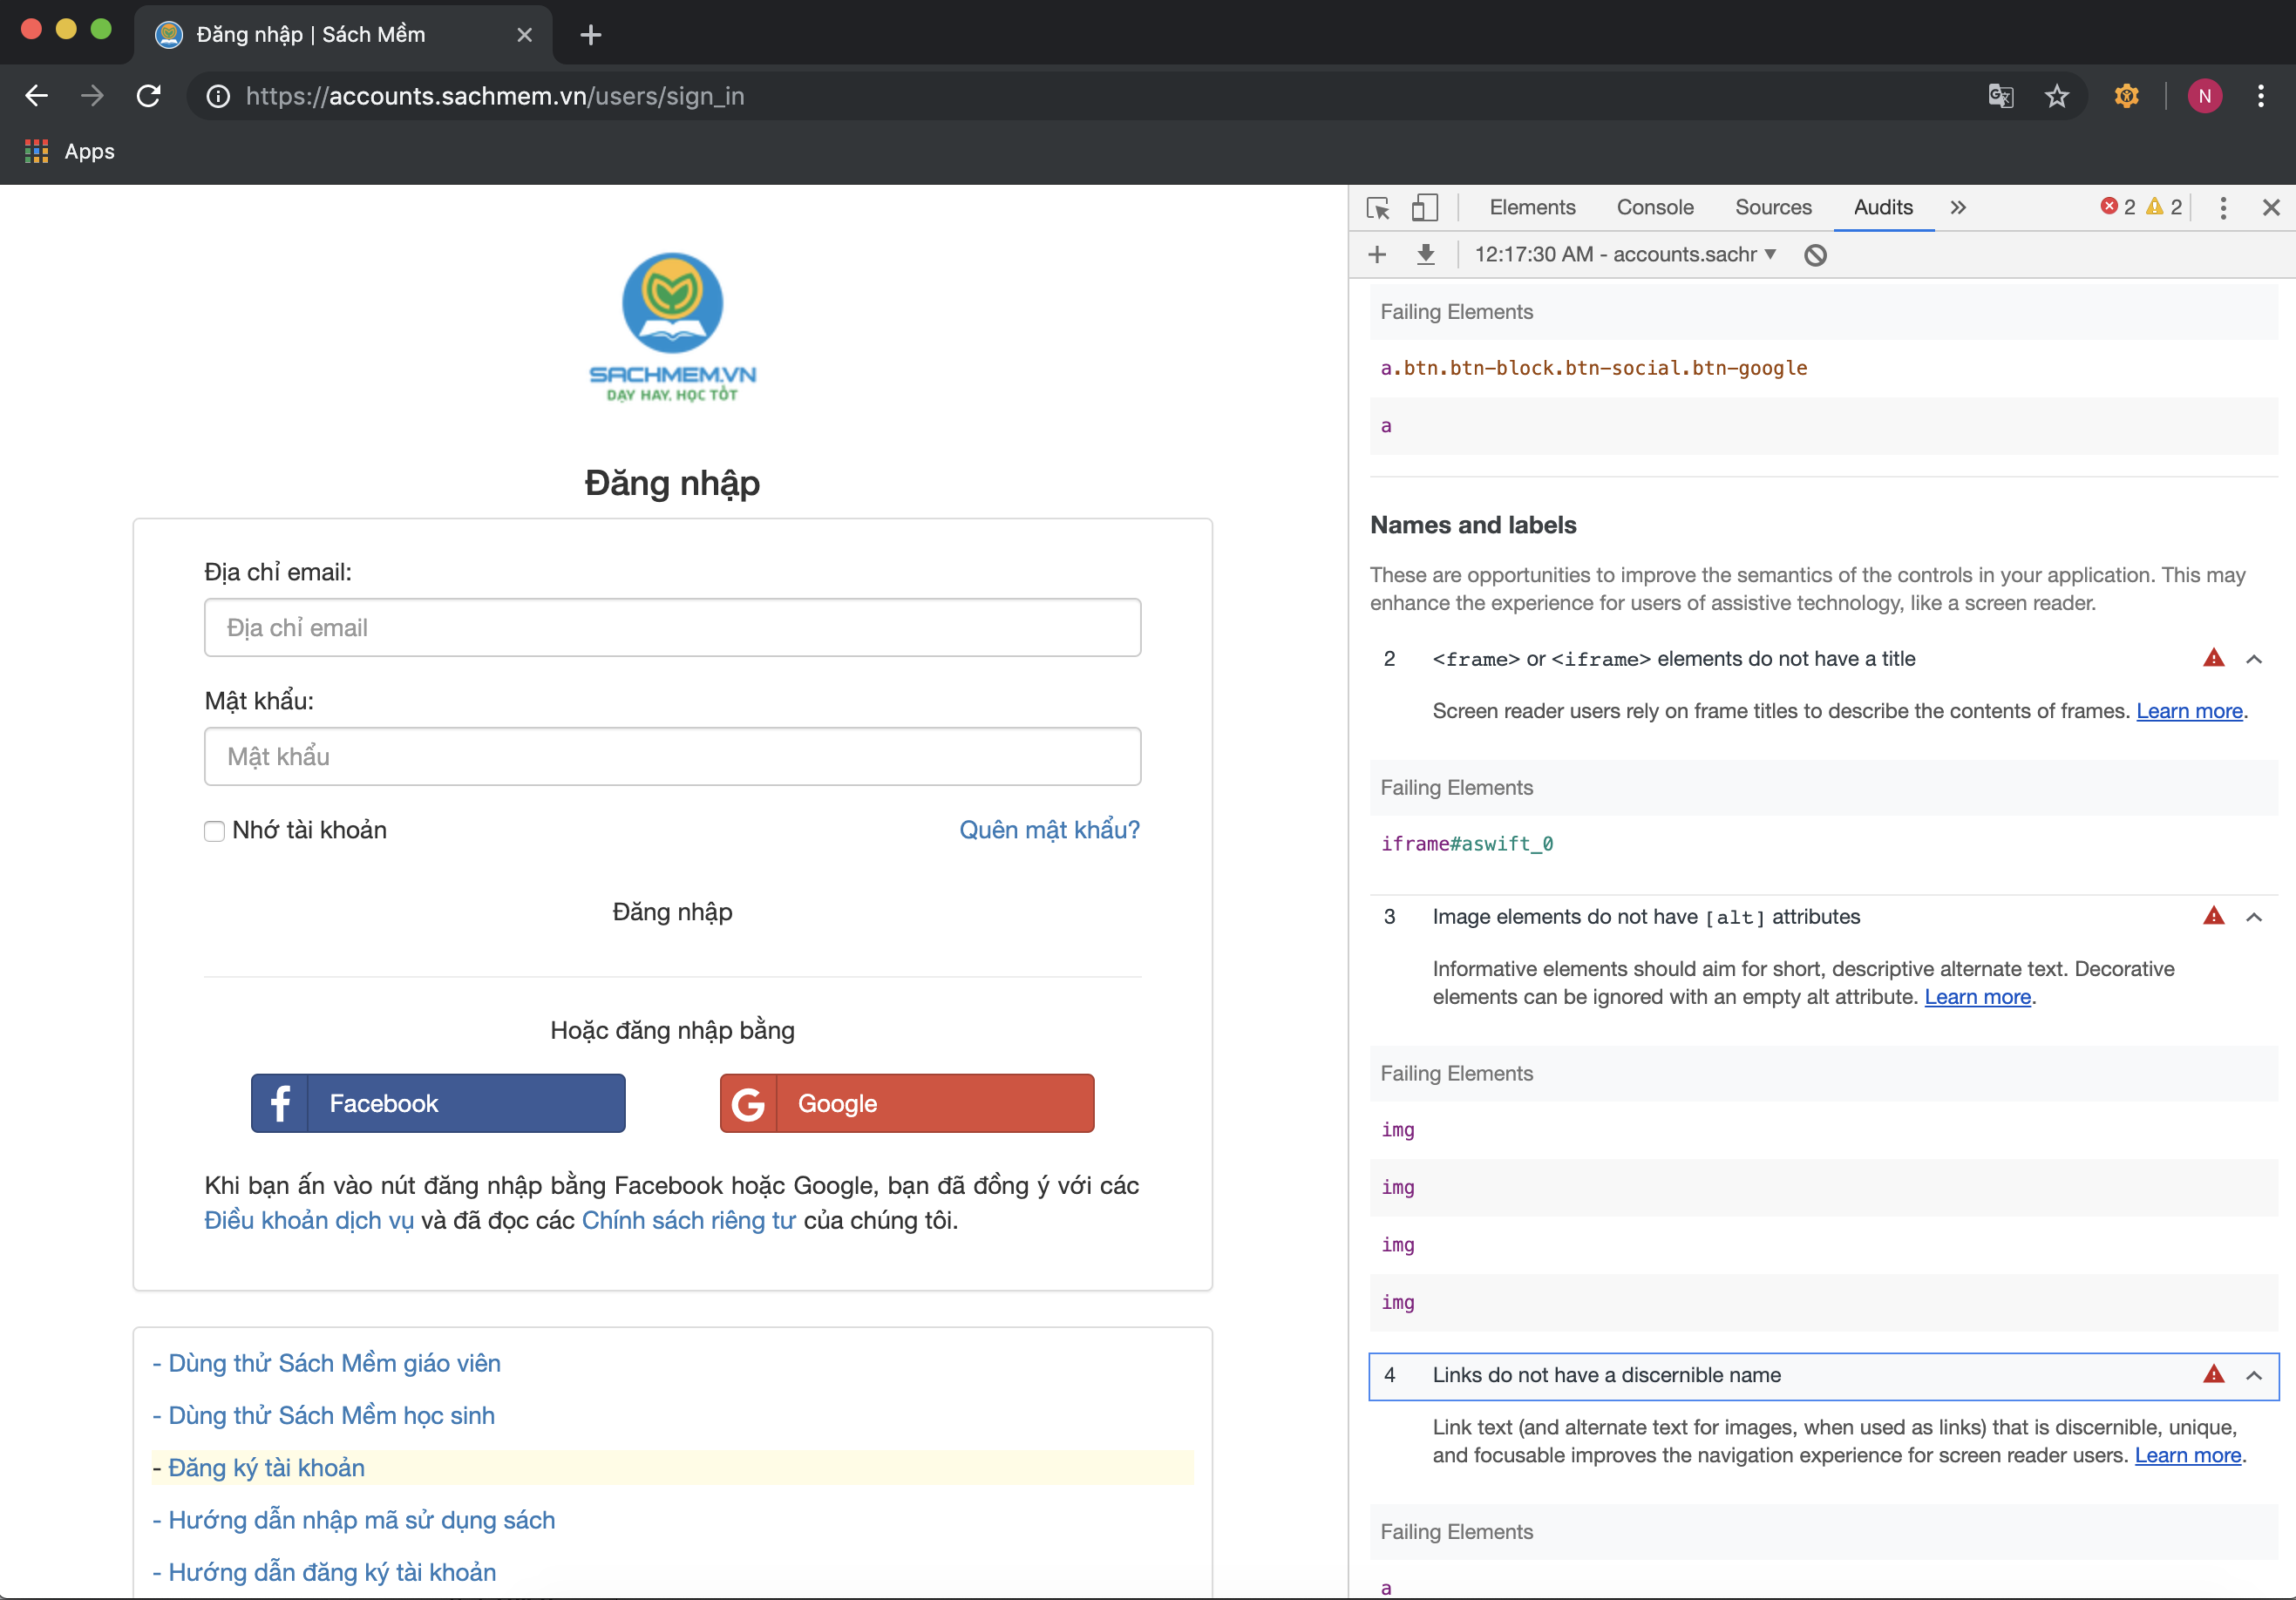 Đăng nhập | Sách Mềm
https://accounts.sachmem.vn/users/sign_in
N
Apps
SACHMEM.VN
DẠY HAY, HỌC TỐT
Đăng nhập
Địa chỉ email:
Địa chỉ email
Mật khẩu:
Mật khẩu
Nhớ tài khoản
Quên mật khẩu?
Đăng nhập
Hoặc đăng nhập bằng
Facebook
Google
Khi bạn ấn vào nút đăng nhập bằng Facebook hoặc Google, bạn đã đồng ý với các
Điều khoản dịch vụ và đã đọc các Chính sách riêng tư của chúng tôi.
- Dùng thử Sách Mềm giáo viên
- Dùng thử Sách Mềm học sinh
- Đăng ký tài khoản
- Hướng dẫn nhập mã sử dụng sách
- Hướng dẫn đăng ký tài khoản
Elements Console Sources Audits 2 2
12:17:30 AM - accounts.sachr
Failing Elements
a.btn.btn-block.btn-social.btn-google
a
Names and labels
These are opportunities to improve the semantics of the controls in your application. This may
enhance the experience for users of assistive technology, like a screen reader.
2 <frame> or <iframe> elements do not have a title
Screen reader users rely on frame titles to describe the contents of frames. Learn more.
Failing Elements
iframe#aswift_0
3 Image elements do not have [alt] attributes
Informative elements should aim for short, descriptive alternate text. Decorative
elements can be ignored with an empty alt attribute. Learn more.
Failing Elements
img
img
img
img
4 Links do not have a discernible name
Link text (and alternate text for images, when used as links) that is discernible, unique,
and focusable improves the navigation experience for screen reader users. Learn more.
Failing Elements
a